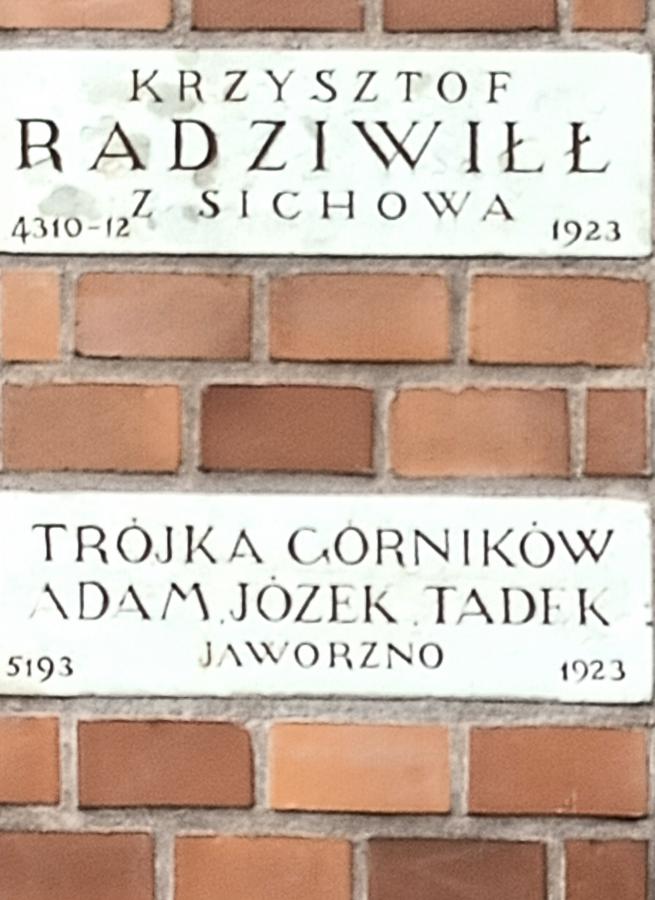 KRZYSZTOF
RADZIWIŁŁ
Z SICHOWA
4310-12 1923
TRÓJKA GÓRNIKÓW
ADAM, JÓZEK, TADEK
JAWORZNO
5193 1923